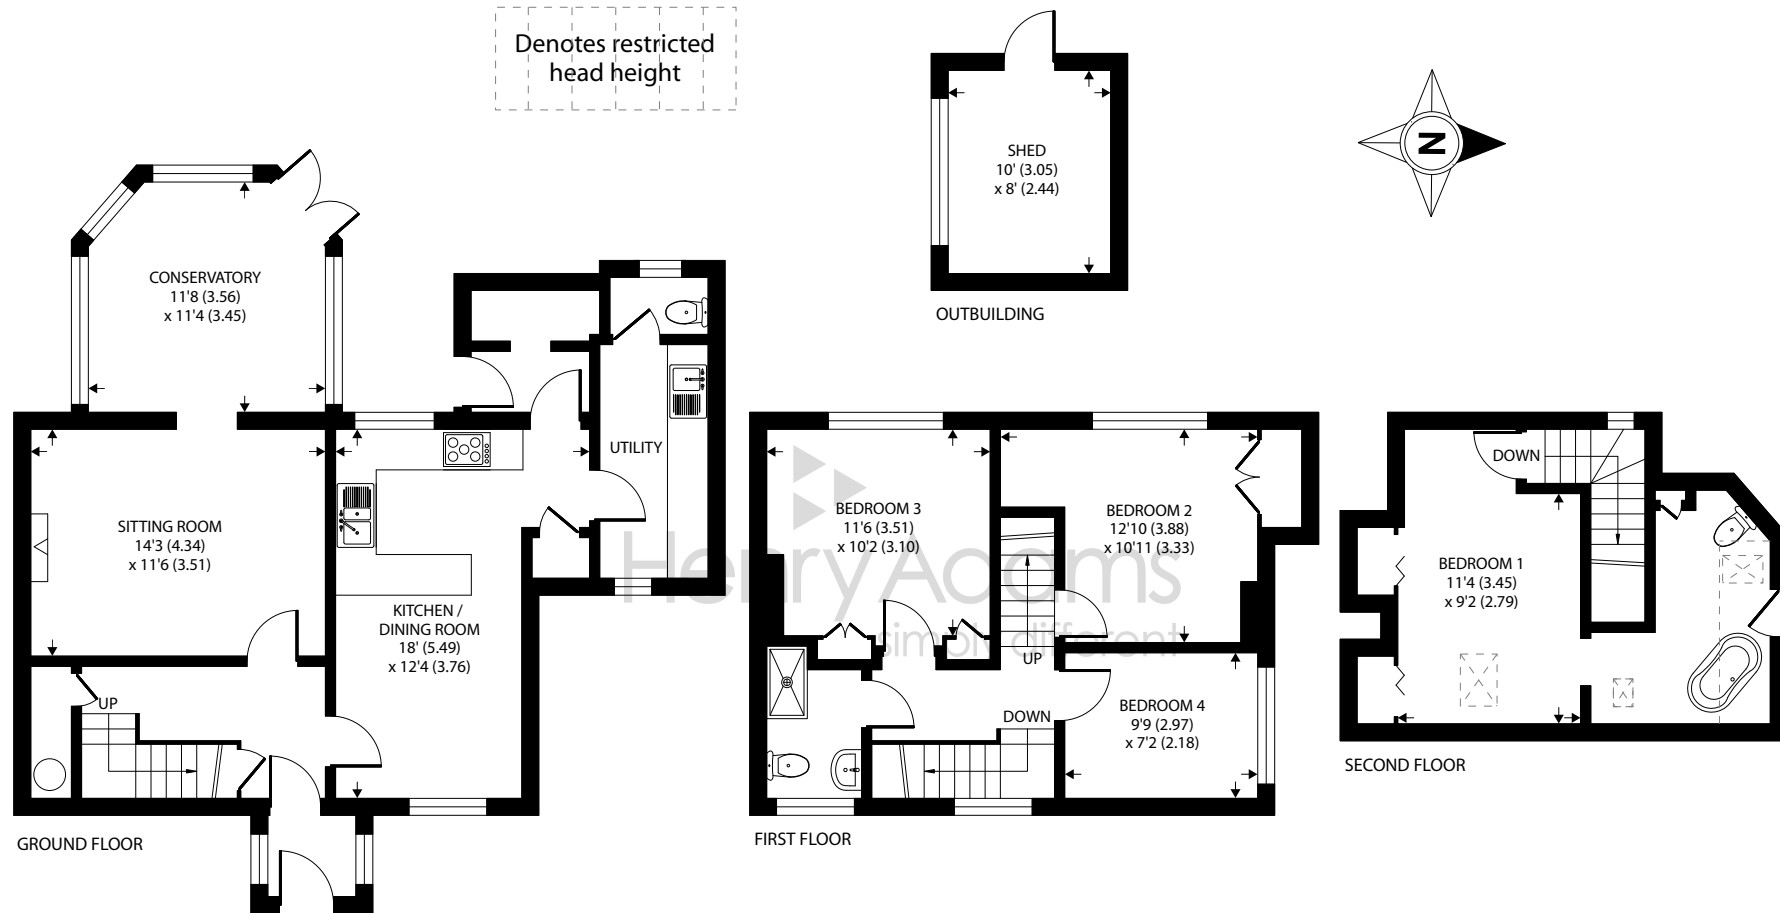 Denotes restricted
head height
SHED
10' (3.05)
x 8' (2.44)
OUTBUILDING
N
CONSERVATORY
11'8 (3.56)
x 11'4 (3.45)
UTILITY
SITTING ROOM
14'3 (4.34)
x 11'6 (3.51)
KITCHEN /
DINING ROOM
18' (5.49)
x 12'4 (3.76)
UP
GROUND FLOOR
BEDROOM 3
11'6 (3.51)
x 10'2 (3.10)
BEDROOM 2
12'10 (3.88)
x 10'11 (3.33)
Henry Adams
simply different
UP
DOWN
BEDROOM 4
9'9 (2.97)
x 7'2 (2.18)
FIRST FLOOR
DOWN
BEDROOM 1
11'4 (3.45)
x 9'2 (2.79)
SECOND FLOOR